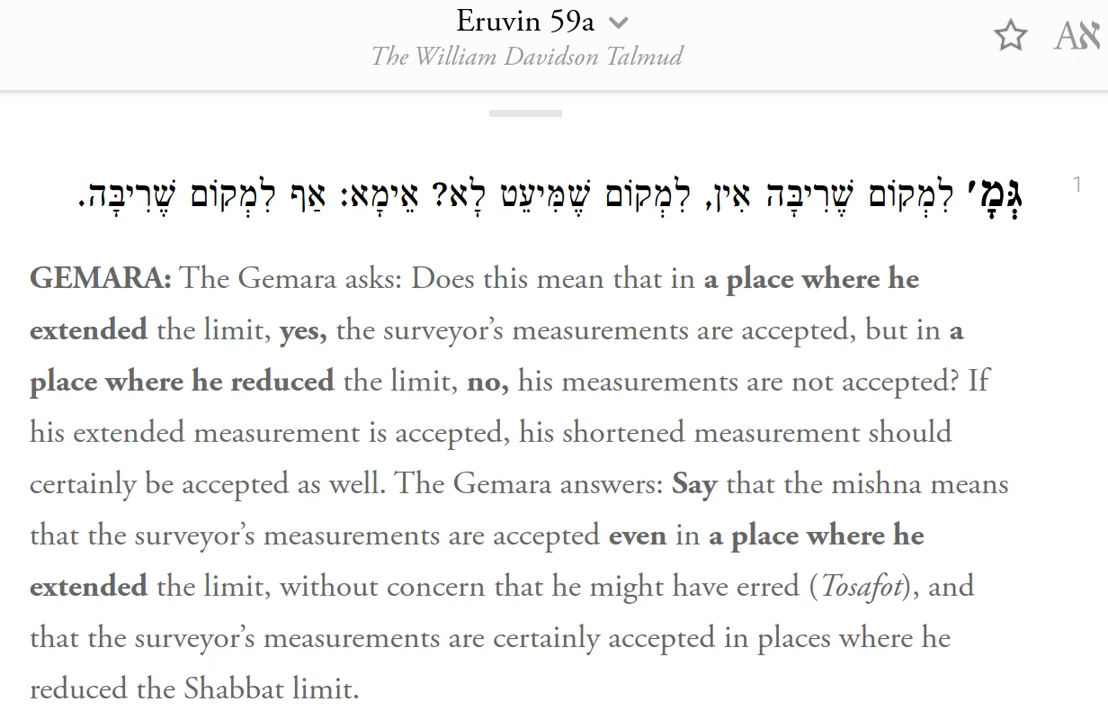 Eruvin 59a
The William Davidson Talmud
Aא
גְּמָ׳ לִמְקוֹם שֶׁרִיבָּה אִין, לִמְקוֹם שֶׁמִּיעֵט לָא? אֵימָא: אַף לִמְקוֹם שֶׁרִיבָּה.
1
GEMARA: The Gemara asks: Does this mean that in a place where he
extended the limit, yes, the surveyor’s measurements are accepted, but in a
place where he reduced the limit, no, his measurements are not accepted? If
his extended measurement is accepted, his shortened measurement should
certainly be accepted as well. The Gemara answers: Say that the mishna means
that the surveyor’s measurements are accepted even in a place where he
extended the limit, without concern that he might have erred (Tosafot), and
that the surveyor’s measurements are certainly accepted in places where he
reduced the Shabbat limit.